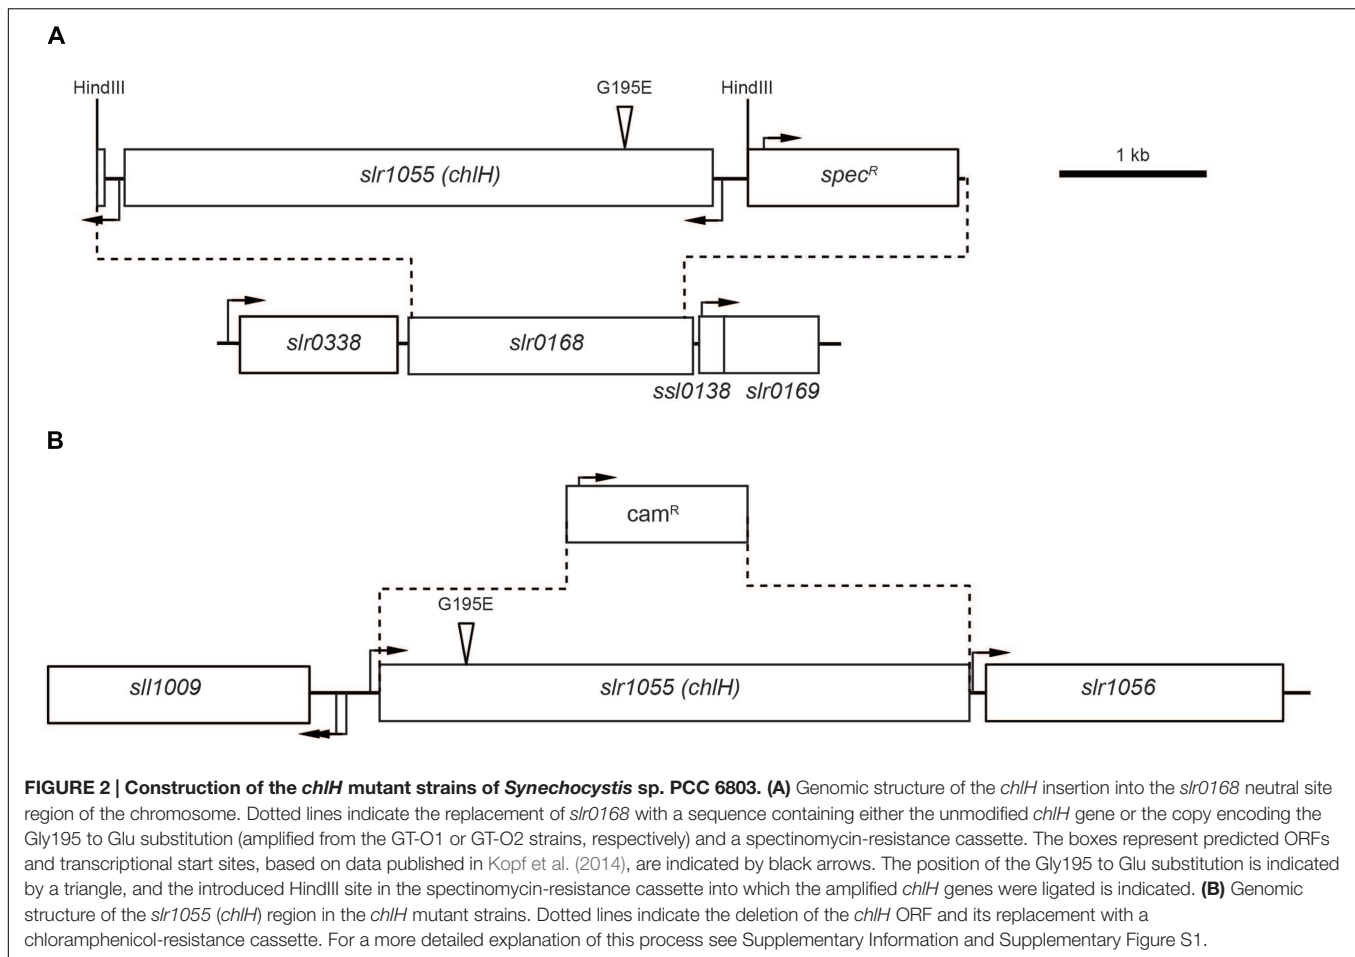 A
HindIII
G195E
HindIII
slr1055 (chlH)
specR
1 kb
slr0338
slr0168
ssl0138 slr0169
B
camR
G195E
sll1009
slr1055 (chlH)
slr1056
FIGURE 2 | Construction of the chlH mutant strains of Synechocystis sp. PCC 6803. (A) Genomic structure of the chlH insertion into the slr0168 neutral site
region of the chromosome. Dotted lines indicate the replacement of slr0168 with a sequence containing either the unmodified chlH gene or the copy encoding the
Gly195 to Glu substitution (amplified from the GT-O1 or GT-O2 strains, respectively) and a spectinomycin-resistance cassette. The boxes represent predicted ORFs
and transcriptional start sites, based on data published in Kopf et al. (2014), are indicated by black arrows. The position of the Gly195 to Glu substitution is indicated
by a triangle, and the introduced HindIII site in the spectinomycin-resistance cassette into which the amplified chlH genes were ligated is indicated. (B) Genomic
structure of the slr1055 (chlH) region in the chlH mutant strains. Dotted lines indicate the deletion of the chlH ORF and its replacement with a
chloramphenicol-resistance cassette. For a more detailed explanation of this process see Supplementary Information and Supplementary Figure S1.